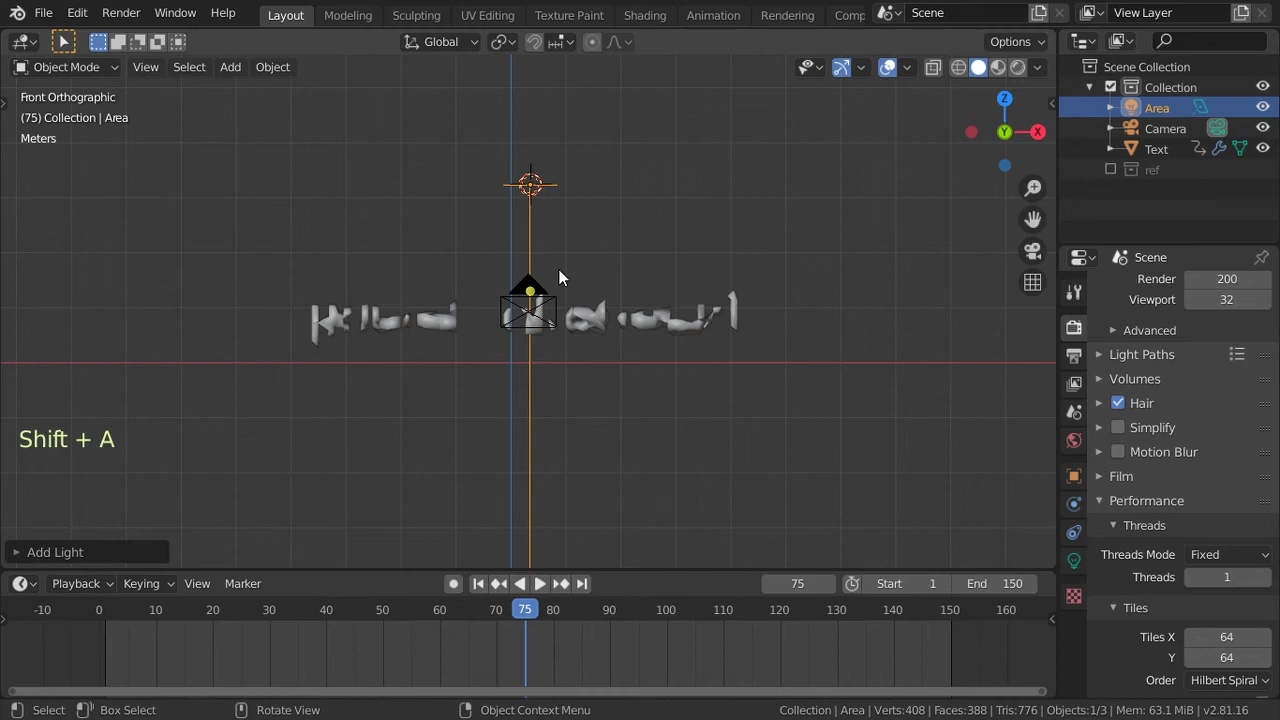 File Edit Render Window Help Layout Modeling Sculpting UV Editing Texture Paint Shading Animation Rendering Comp Scene View Layer
Global Options
Object Mode View Select Add Object
Front Orthographic
(75) Collection | Area
Meters
Shift + A
Add Light
Scene Collection
Collection
Area
Camera
Text
ref
Scene
Render 200
Viewport 32
Advanced
Light Paths
Volumes
Hair
Simplify
Motion Blur
Film
Performance
Threads
Threads Mode Fixed
Threads 1
Tiles
Tiles X 64
Y 64
Order Hilbert Spiral
Playback Keying View Marker 75 Start 1 End 150
-10 0 10 20 30 40 50 60 70 75 80 90 100 110 120 130 140 150 160
Select Box Select Rotate View Object Context Menu Collection | Area | Verts:408 | Faces:388 | Tris:776 | Objects:1/3 | Mem: 63.1 MiB | v2.81.16